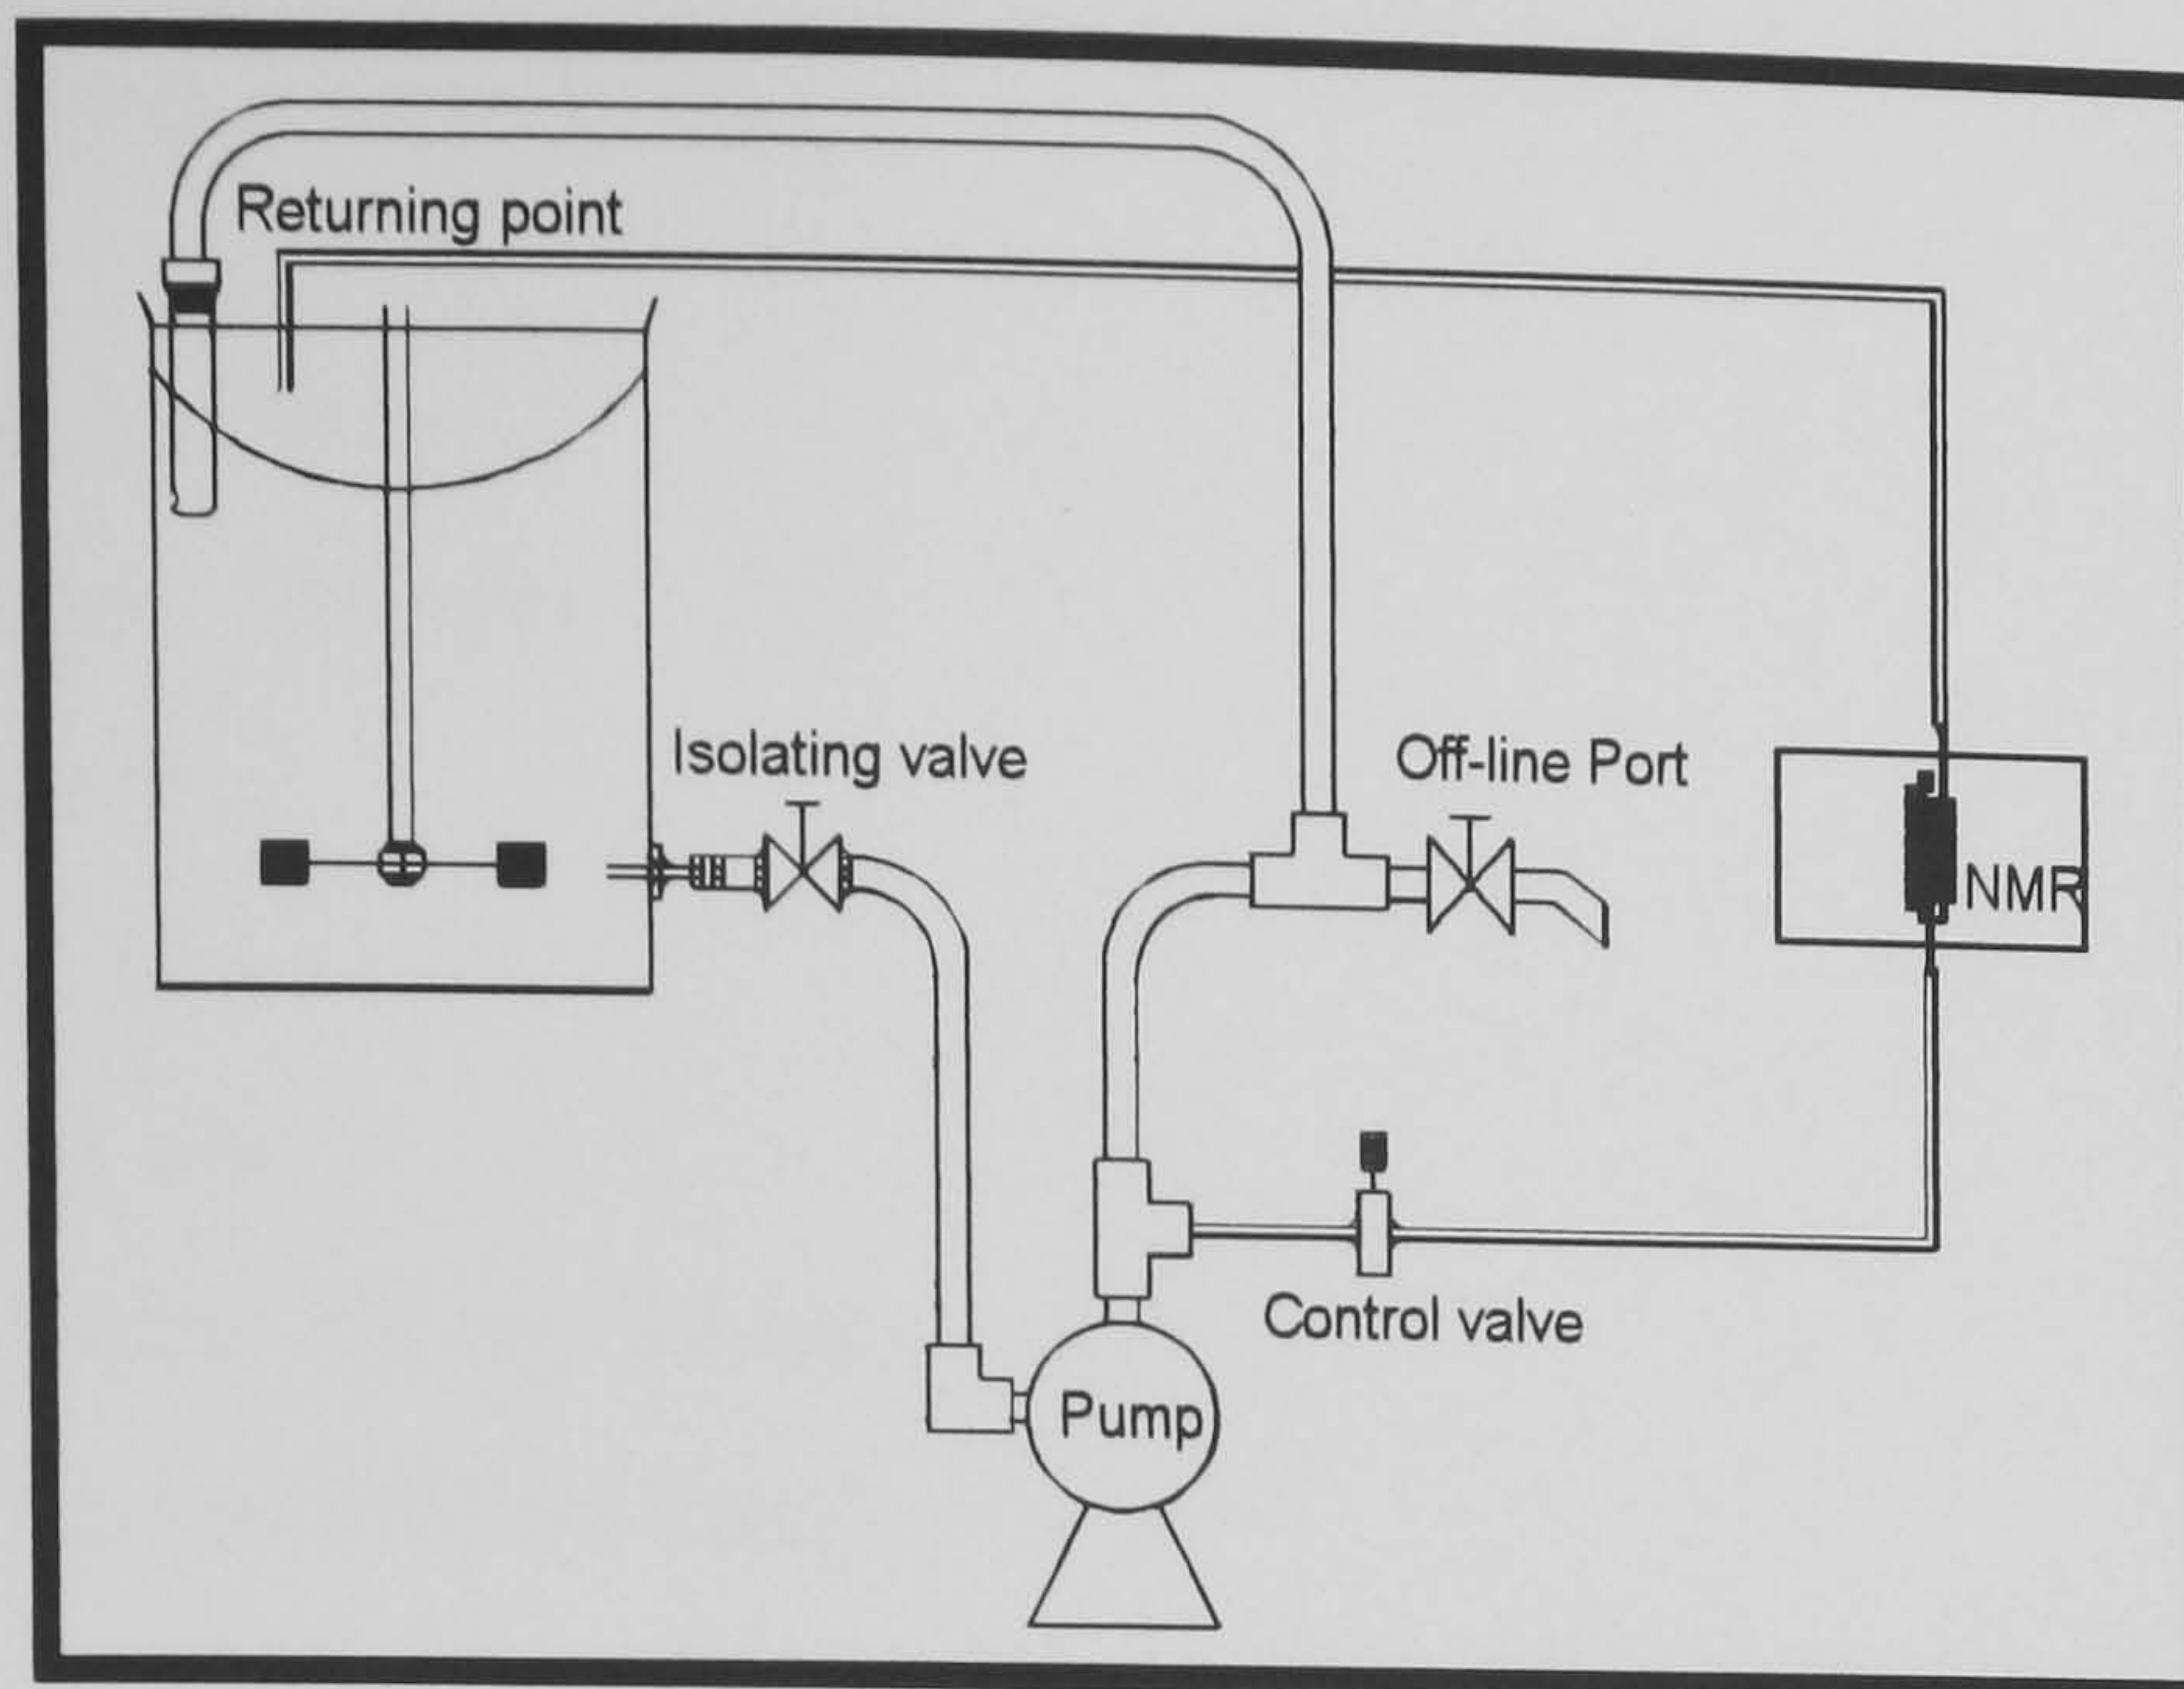 Returning point
Isolating valve
Off-line Port
NMR
Control valve
Pump